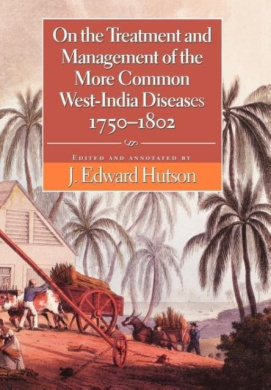 On the Treatment and
Management of the
More Common
West-India Diseases
1750–1802
EDITED AND ANNOTATED BY
J. Edward Hutson